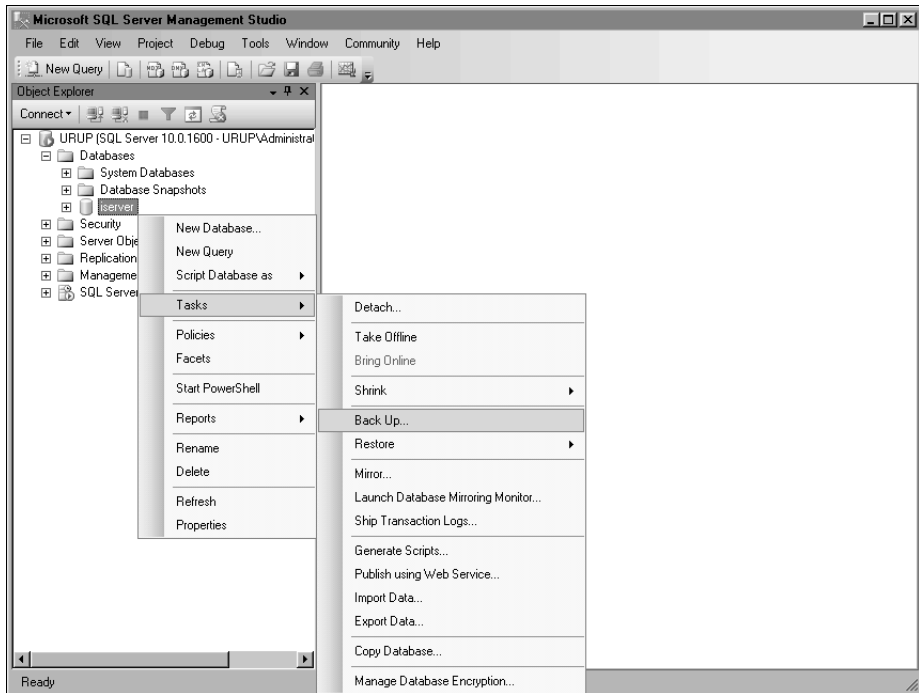 Microsoft SQL Server Management Studio
File Edit View Project Debug Tools Window Community Help
New Query
Object Explorer
Connect
URUP (SQL Server 10.0.1600 - URUP\Administrat
Databases
System Databases
Database Snapshots
iserver
Security
Server Obje
Replication
Manageme
SQL Server
New Database...
New Query
Script Database as
Tasks
Policies
Facets
Start PowerShell
Reports
Rename
Delete
Refresh
Properties
Detach...
Take Offline
Bring Online
Shrink
Back Up...
Restore
Mirror...
Launch Database Mirroring Monitor...
Ship Transaction Logs...
Generate Scripts...
Publish using Web Service...
Import Data...
Export Data...
Copy Database...
Manage Database Encryption...
Ready